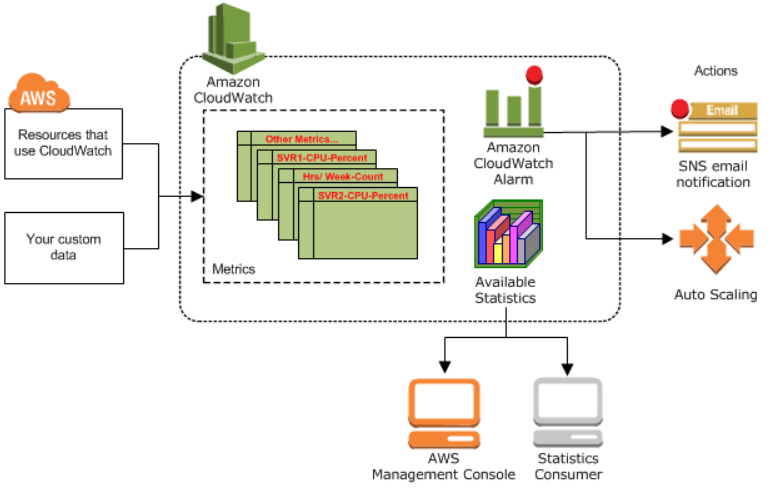 Amazon
CloudWatch
Actions
AWS
Resources that
use CloudWatch
Your custom
data
Other Metrics...
SVR1-CPU-Percent
Hrs/ Week-Count
SVR2-CPU-Percent
Metrics
Amazon
CloudWatch
Alarm
Available
Statistics
Email
SNS email
notification
Auto Scaling
AWS
Management Console
Statistics
Consumer